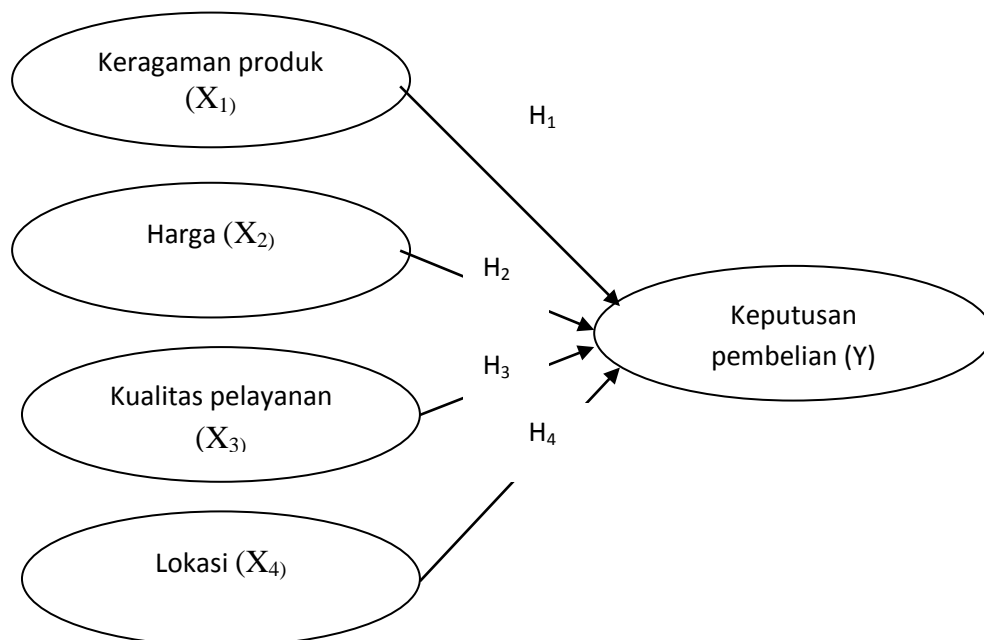 Keragaman produk
(X₁)
H₁
Harga (X₂)
H₂
Keputusan
pembelian (Y)
H₃
Kualitas pelayanan
(X₃)
H₄
Lokasi (X₄)